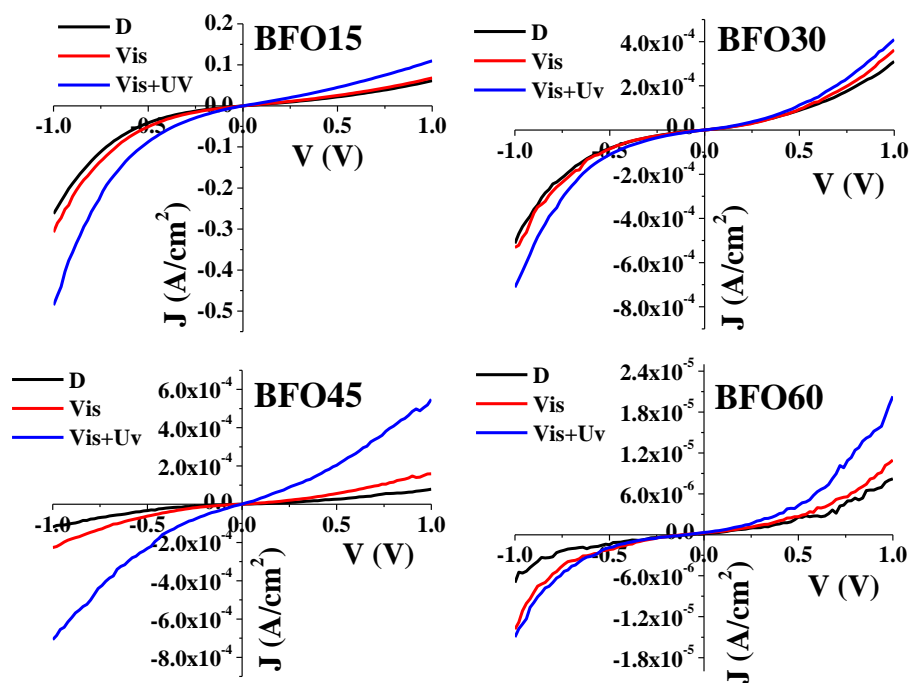 BFO15
D
Vis
Vis+UV
0.2
0.1
0.0
-0.1
-0.2
-0.3
-0.4
-0.5
-1.0
-0.5
0.0
0.5
1.0
V (V)
J (A/cm²)
BFO30
D
Vis
Vis+Uv
4.0x10⁻⁴
2.0x10⁻⁴
0.0
-2.0x10⁻⁴
-4.0x10⁻⁴
-6.0x10⁻⁴
-8.0x10⁻⁴
-1.0
-0.5
0.0
0.5
1.0
V (V)
J (A/cm²)
BFO45
D
Vis
Vis+Uv
6.0x10⁻⁴
4.0x10⁻⁴
2.0x10⁻⁴
0.0
-2.0x10⁻⁴
-4.0x10⁻⁴
-6.0x10⁻⁴
-8.0x10⁻⁴
-1.0
-0.5
0.0
0.5
1.0
V (V)
J (A/cm²)
BFO60
D
Vis
Vis+Uv
2.4x10⁻⁵
1.8x10⁻⁵
1.2x10⁻⁵
6.0x10⁻⁶
0.0
-6.0x10⁻⁶
-1.2x10⁻⁵
-1.8x10⁻⁵
-1.0
-0.5
0.0
0.5
1.0
V (V)
J (A/cm²)